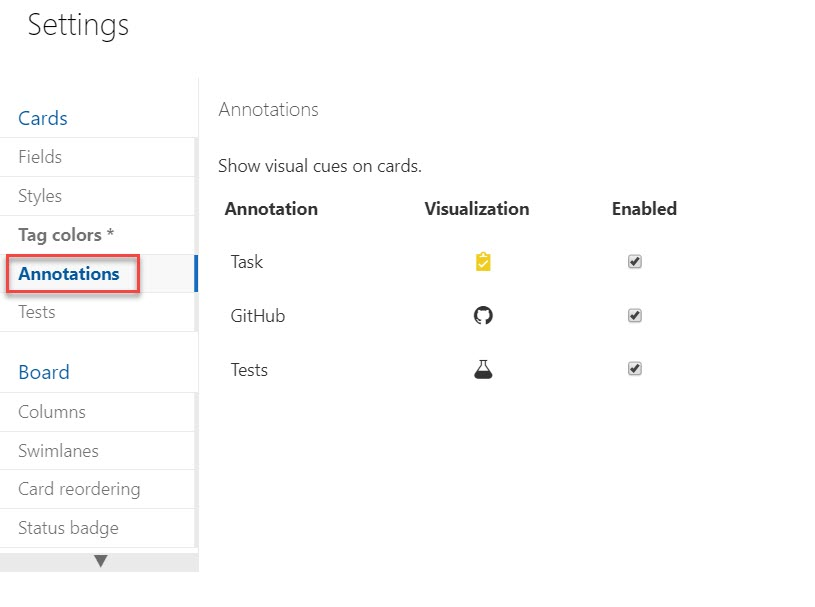 Settings
Cards
Fields
Styles
Tag colors *
Annotations
Tests
Board
Columns
Swimlanes
Card reordering
Status badge
Annotations
Show visual cues on cards.
Annotation Visualization Enabled
Task
GitHub
Tests